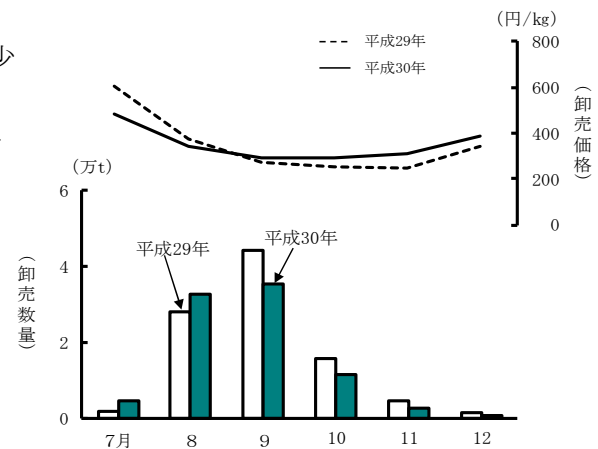 (円/kg)
少
平成29年
平成30年
800
600
400
200
0
(卸売価格)
(万t)
6
4
2
0
(卸売数量)
平成29年
平成30年
7月
8
9
10
11
12